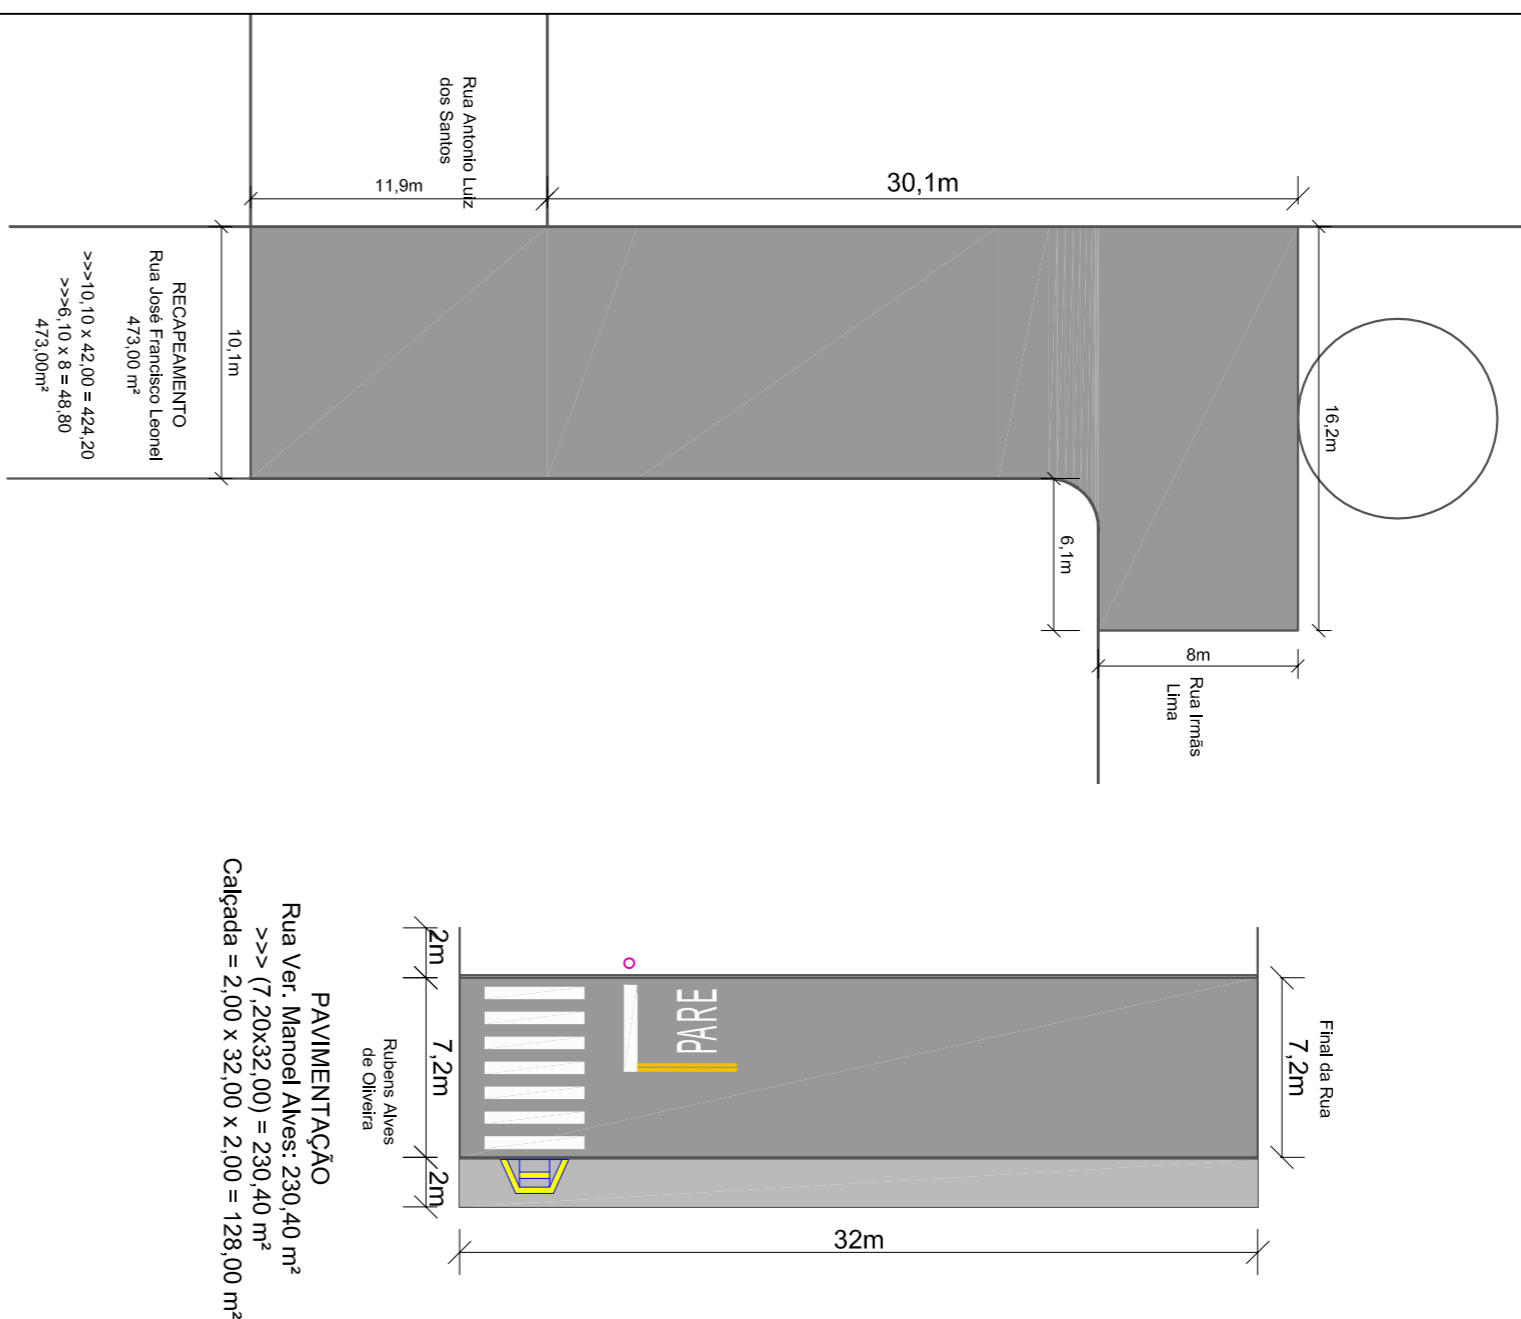 Rua Antonio Luiz
dos Santos
11,9m
30,1m
RECAPEAMENTO
Rua José Francisco Leonel
473,00 m²
>>>10,10 x 42,00 = 424,20
>>>6,10 x 8 = 48,80
473,00m²
10,1m
16,2m
6,1m
8m
Rua Irmãs
Lima
PAVIMENTAÇÃO
Rua Ver. Manoel Alves: 230,40 m²
>>> (7,20x32,00) = 230,40 m²
Calçada = 2,00 x 32,00 x 2,00 = 128,00 m²
Rubens Alves
de Oliveira
2m
7,2m
2m
PARE
Final da Rua
7,2m
32m